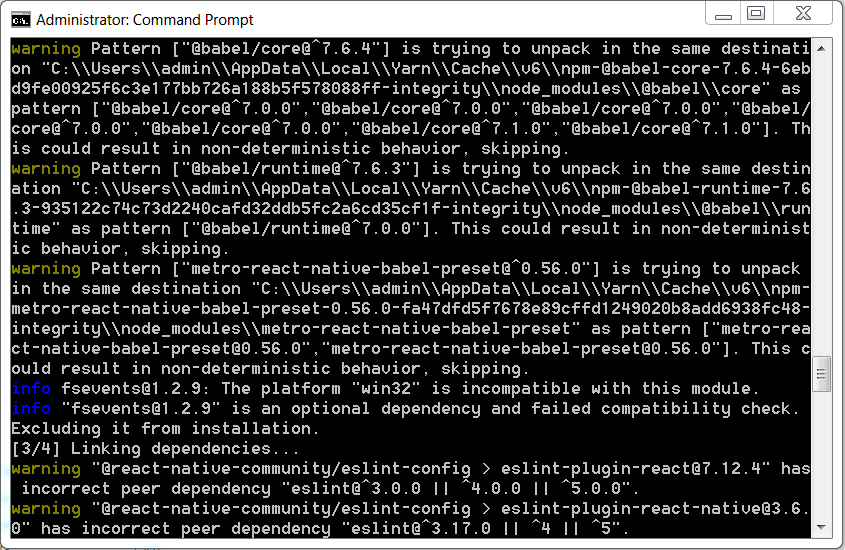 Administrator: Command Prompt
warning Pattern ["@babel/core@^7.6.4"] is trying to unpack in the same destinati
on "C:\\Users\\admin\\AppData\\Local\\Yarn\\Cache\\v6\\npm-@babel-core-7.6.4-6eb
d9fe00925f6c3e177bb726a188b5f578088ff-integrity\\node_modules\\@babel\\core" as
pattern ["@babel/core@^7.0.0","@babel/core@^7.0.0","@babel/core@^7.0.0","@babel/
core@^7.0.0","@babel/core@^7.0.0","@babel/core@^7.1.0","@babel/core@^7.1.0"]. Th
is could result in non-deterministic behavior, skipping.
warning Pattern ["@babel/runtime@^7.6.3"] is trying to unpack in the same destin
ation "C:\\Users\\admin\\AppData\\Local\\Yarn\\Cache\\v6\\npm-@babel-runtime-7.6
.3-935122c74c73d2240cafd32ddb5fc2a6cd35cf1f-integrity\\node_modules\\@babel\\run
time" as pattern ["@babel/runtime@^7.0.0"]. This could result in non-determinist
ic behavior, skipping.
warning Pattern ["metro-react-native-babel-preset@^0.56.0"] is trying to unpack
in the same destination "C:\\Users\\admin\\AppData\\Local\\Yarn\\Cache\\v6\\npm-
metro-react-native-babel-preset-0.56.0-fa47dfd5f7678e89cffd1249020b8add6938fc48-
integrity\\node_modules\\metro-react-native-babel-preset" as pattern ["metro-rea
ct-native-babel-preset@0.56.0","metro-react-native-babel-preset@0.56.0"]. This c
ould result in non-deterministic behavior, skipping.
info fsevents@1.2.9: The platform "win32" is incompatible with this module.
info "fsevents@1.2.9" is an optional dependency and failed compatibility check.
Excluding it from installation.
[3/4] Linking dependencies...
warning "@react-native-community/eslint-config > eslint-plugin-react@7.12.4" has
 incorrect peer dependency "eslint@^3.0.0 || ^4.0.0 || ^5.0.0".
warning "@react-native-community/eslint-config > eslint-plugin-react-native@3.6.
0" has incorrect peer dependency "eslint@^3.17.0 || ^4 || ^5".